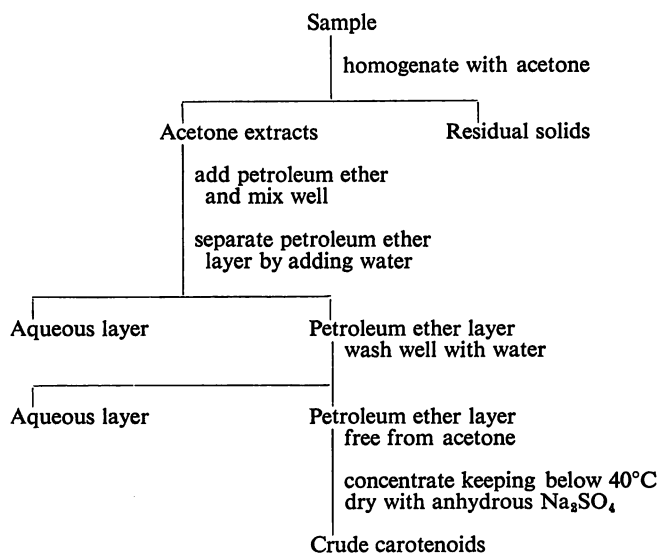 Sample
homogenate with acetone
Acetone extracts
Residual solids
add petroleum ether
and mix well
separate petroleum ether
layer by adding water
Aqueous layer
Petroleum ether layer
wash well with water
Aqueous layer
Petroleum ether layer
free from acetone
concentrate keeping below 40°C
dry with anhydrous Na₂SO₄
Crude carotenoids